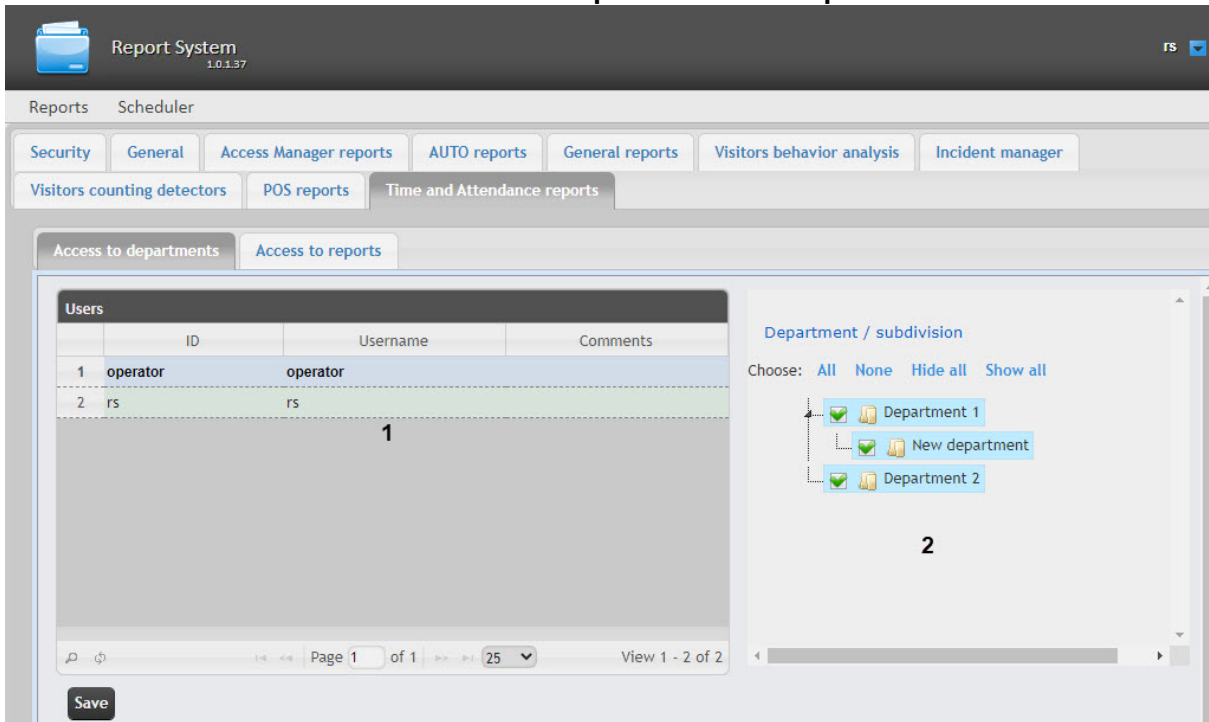 Report System
1.0.1.37
rs
Reports Scheduler
Security General Access Manager reports AUTO reports General reports Visitors behavior analysis Incident manager
Visitors counting detectors POS reports Time and Attendance reports
Access to departments Access to reports
Users
ID Username Comments
1 operator operator
2 rs rs
1
Page 1 of 1 25 View 1 - 2 of 2
Save
Department / subdivision
Choose: All None Hide all Show all
Department 1
New department
Department 2
2